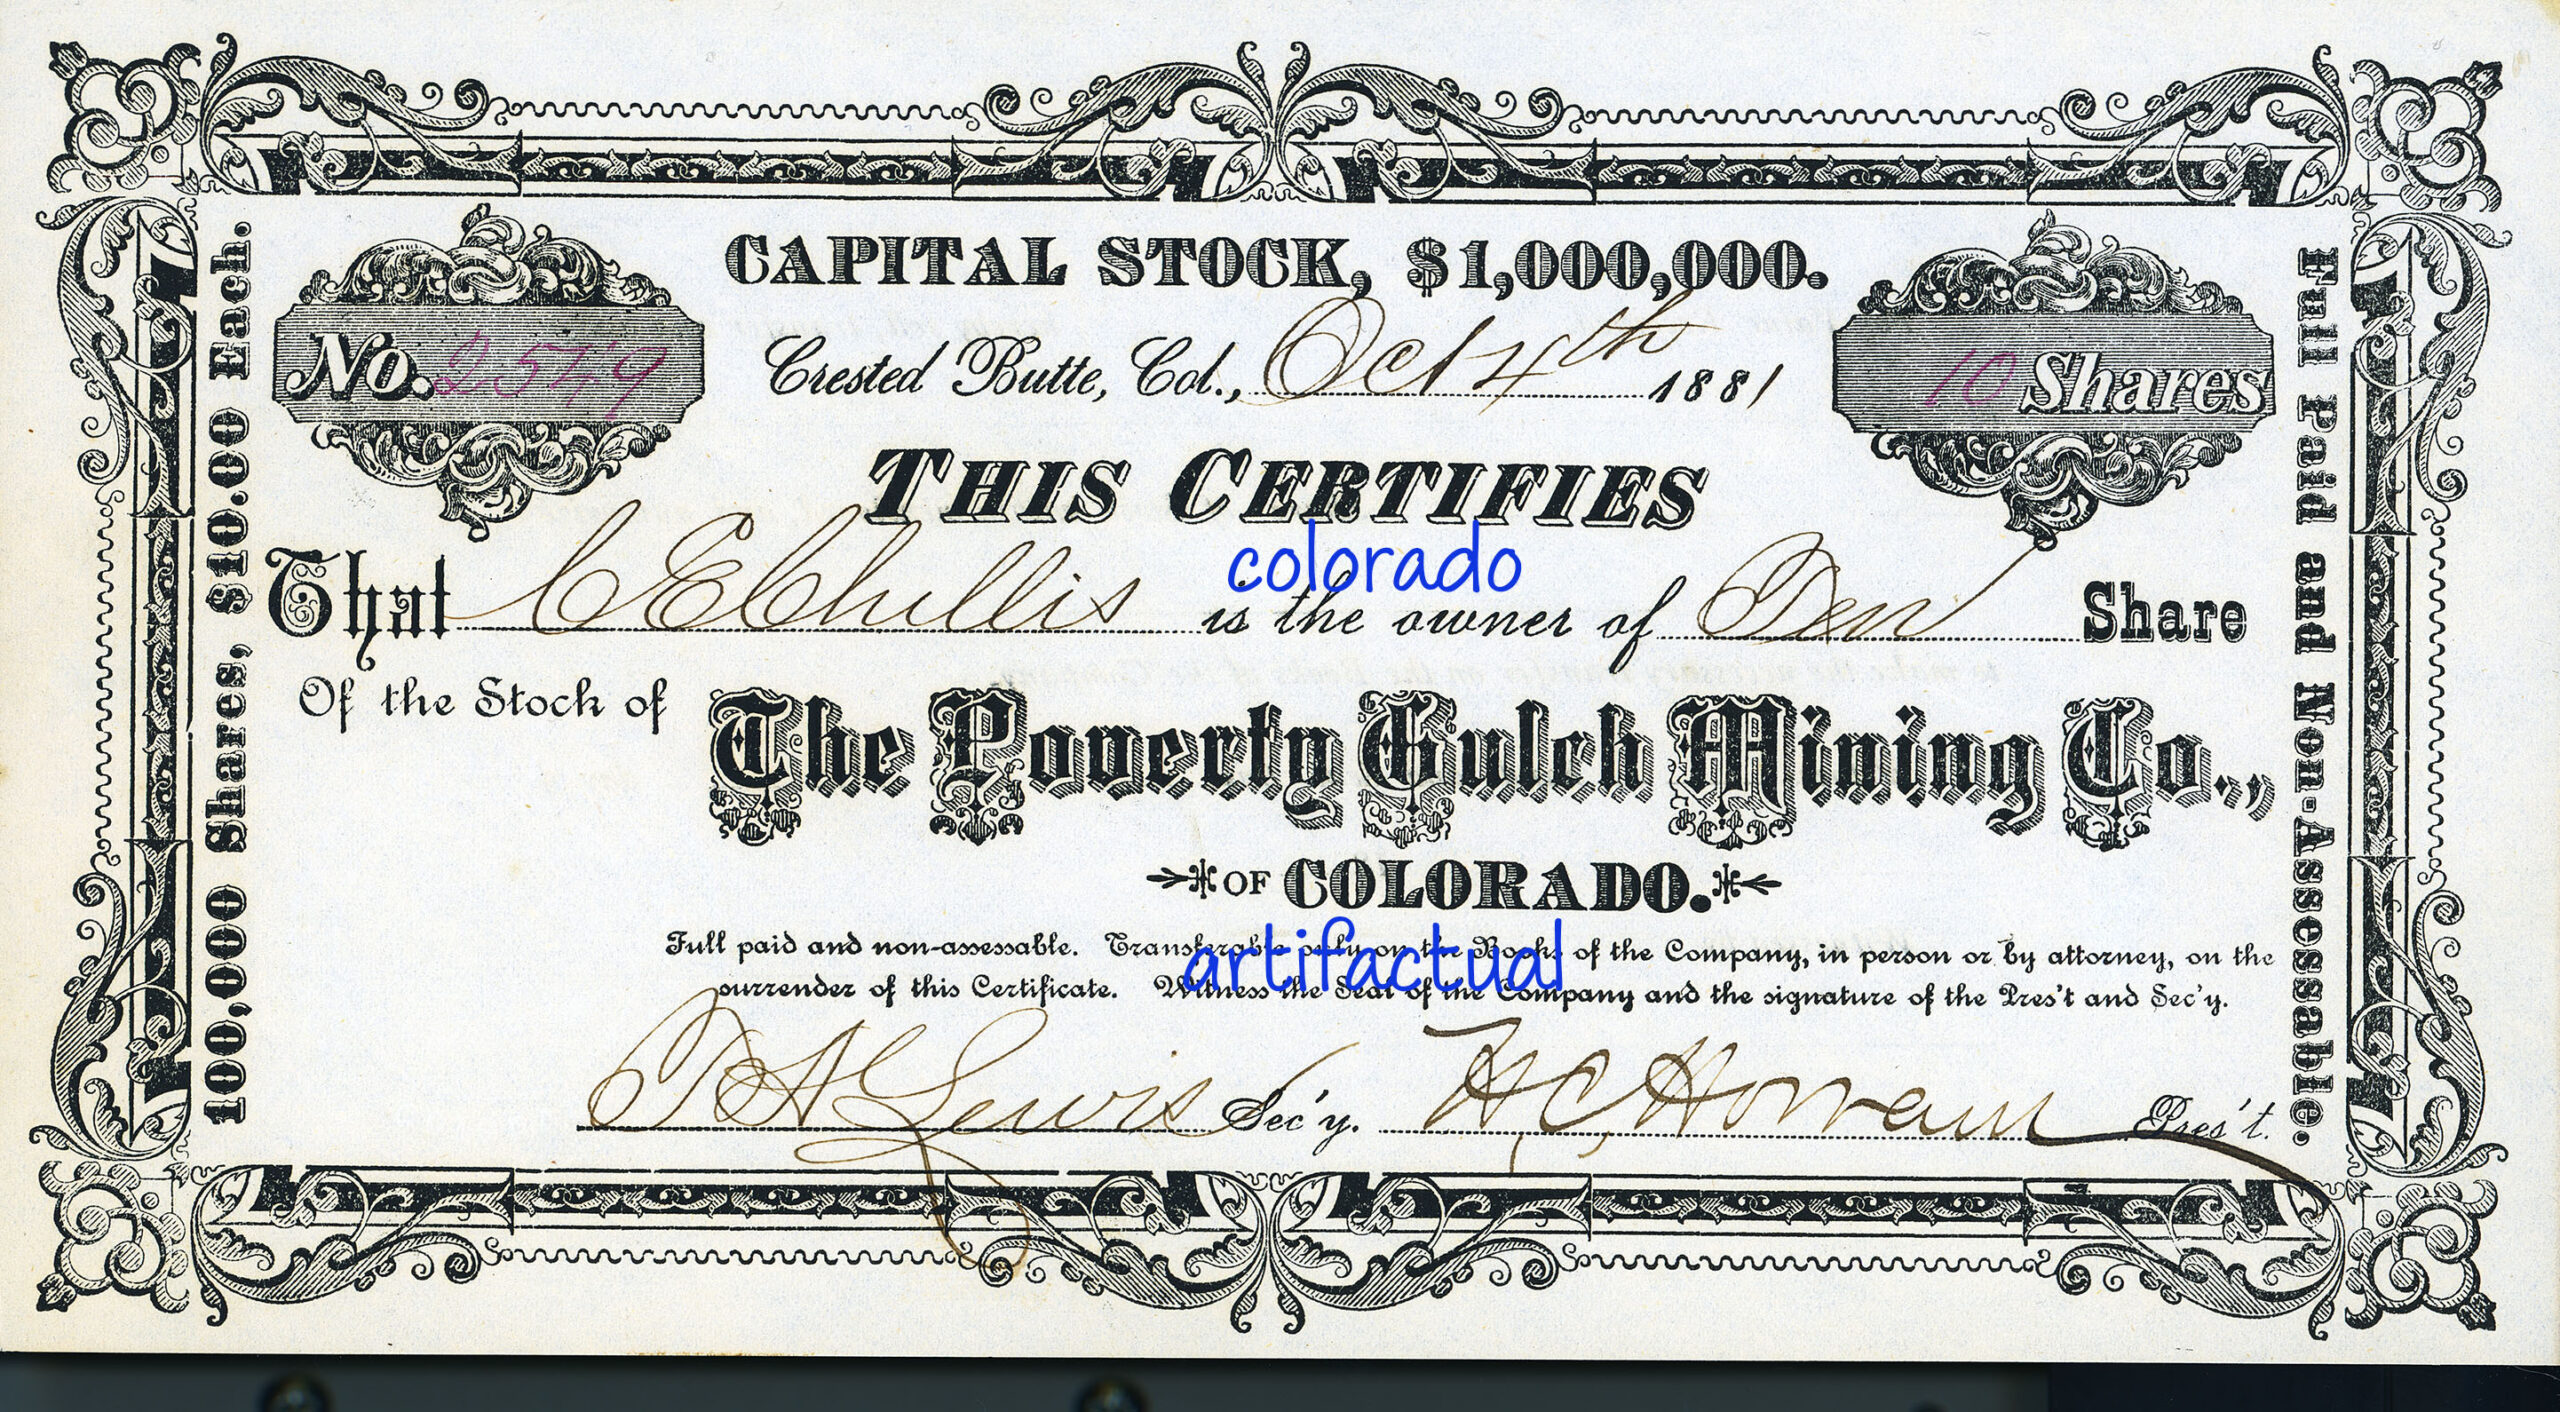 CAPITAL STOCK, $1,000,000.
No. 2549
Crested Butte, Col., Oct 4th 1881
10 Shares
THIS CERTIFIES
colorado
That C E Chillis is the owner of Ten Share
Of the Stock of The Poverty Gulch Mining Co.,
OF COLORADO.
artifactual
Full paid and non-assessable. Transferable only on the Books of the Company, in person or by attorney, on the
surrender of this Certificate. Witness the Seal of the Company and the signature of the Pres't and Sec'y.
Lewis Sec'y. H. C. Pres't.
100,000 Shares, $10.00 Each.
Full Paid and Non-Assessable.